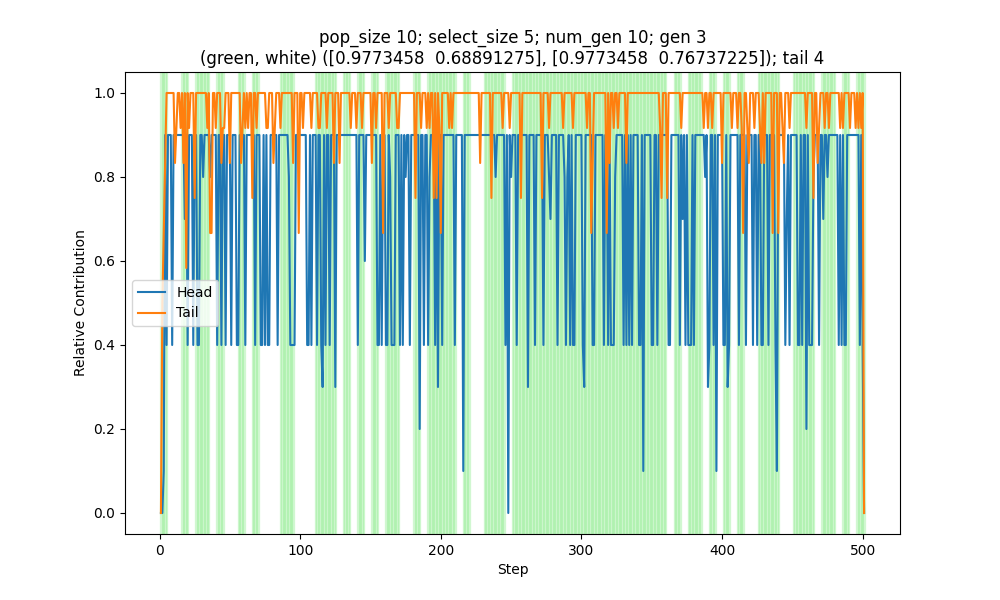 pop_size 10; select_size 5; num_gen 10; gen 3
(green, white) ([0.9773458  0.68891275], [0.9773458  0.76737225]); tail 4
1.0
0.8
0.6
0.4
0.2
0.0
Relative Contribution
Head
Tail
0
100
200
300
400
500
Step